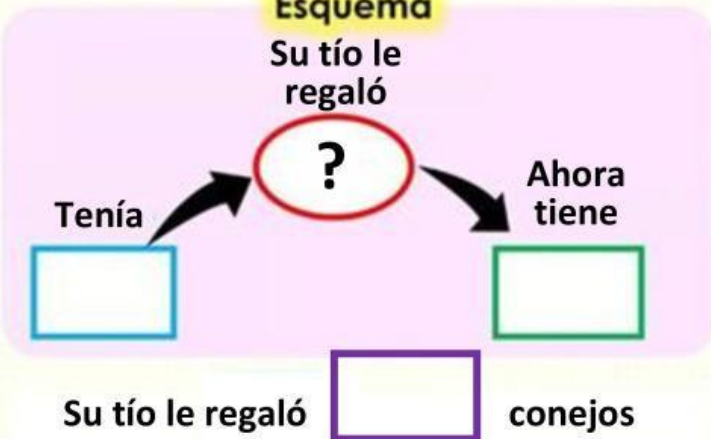 Esquema
Su tío le
regaló
?
Ahora
tiene
Tenía
Su tío le regaló conejos